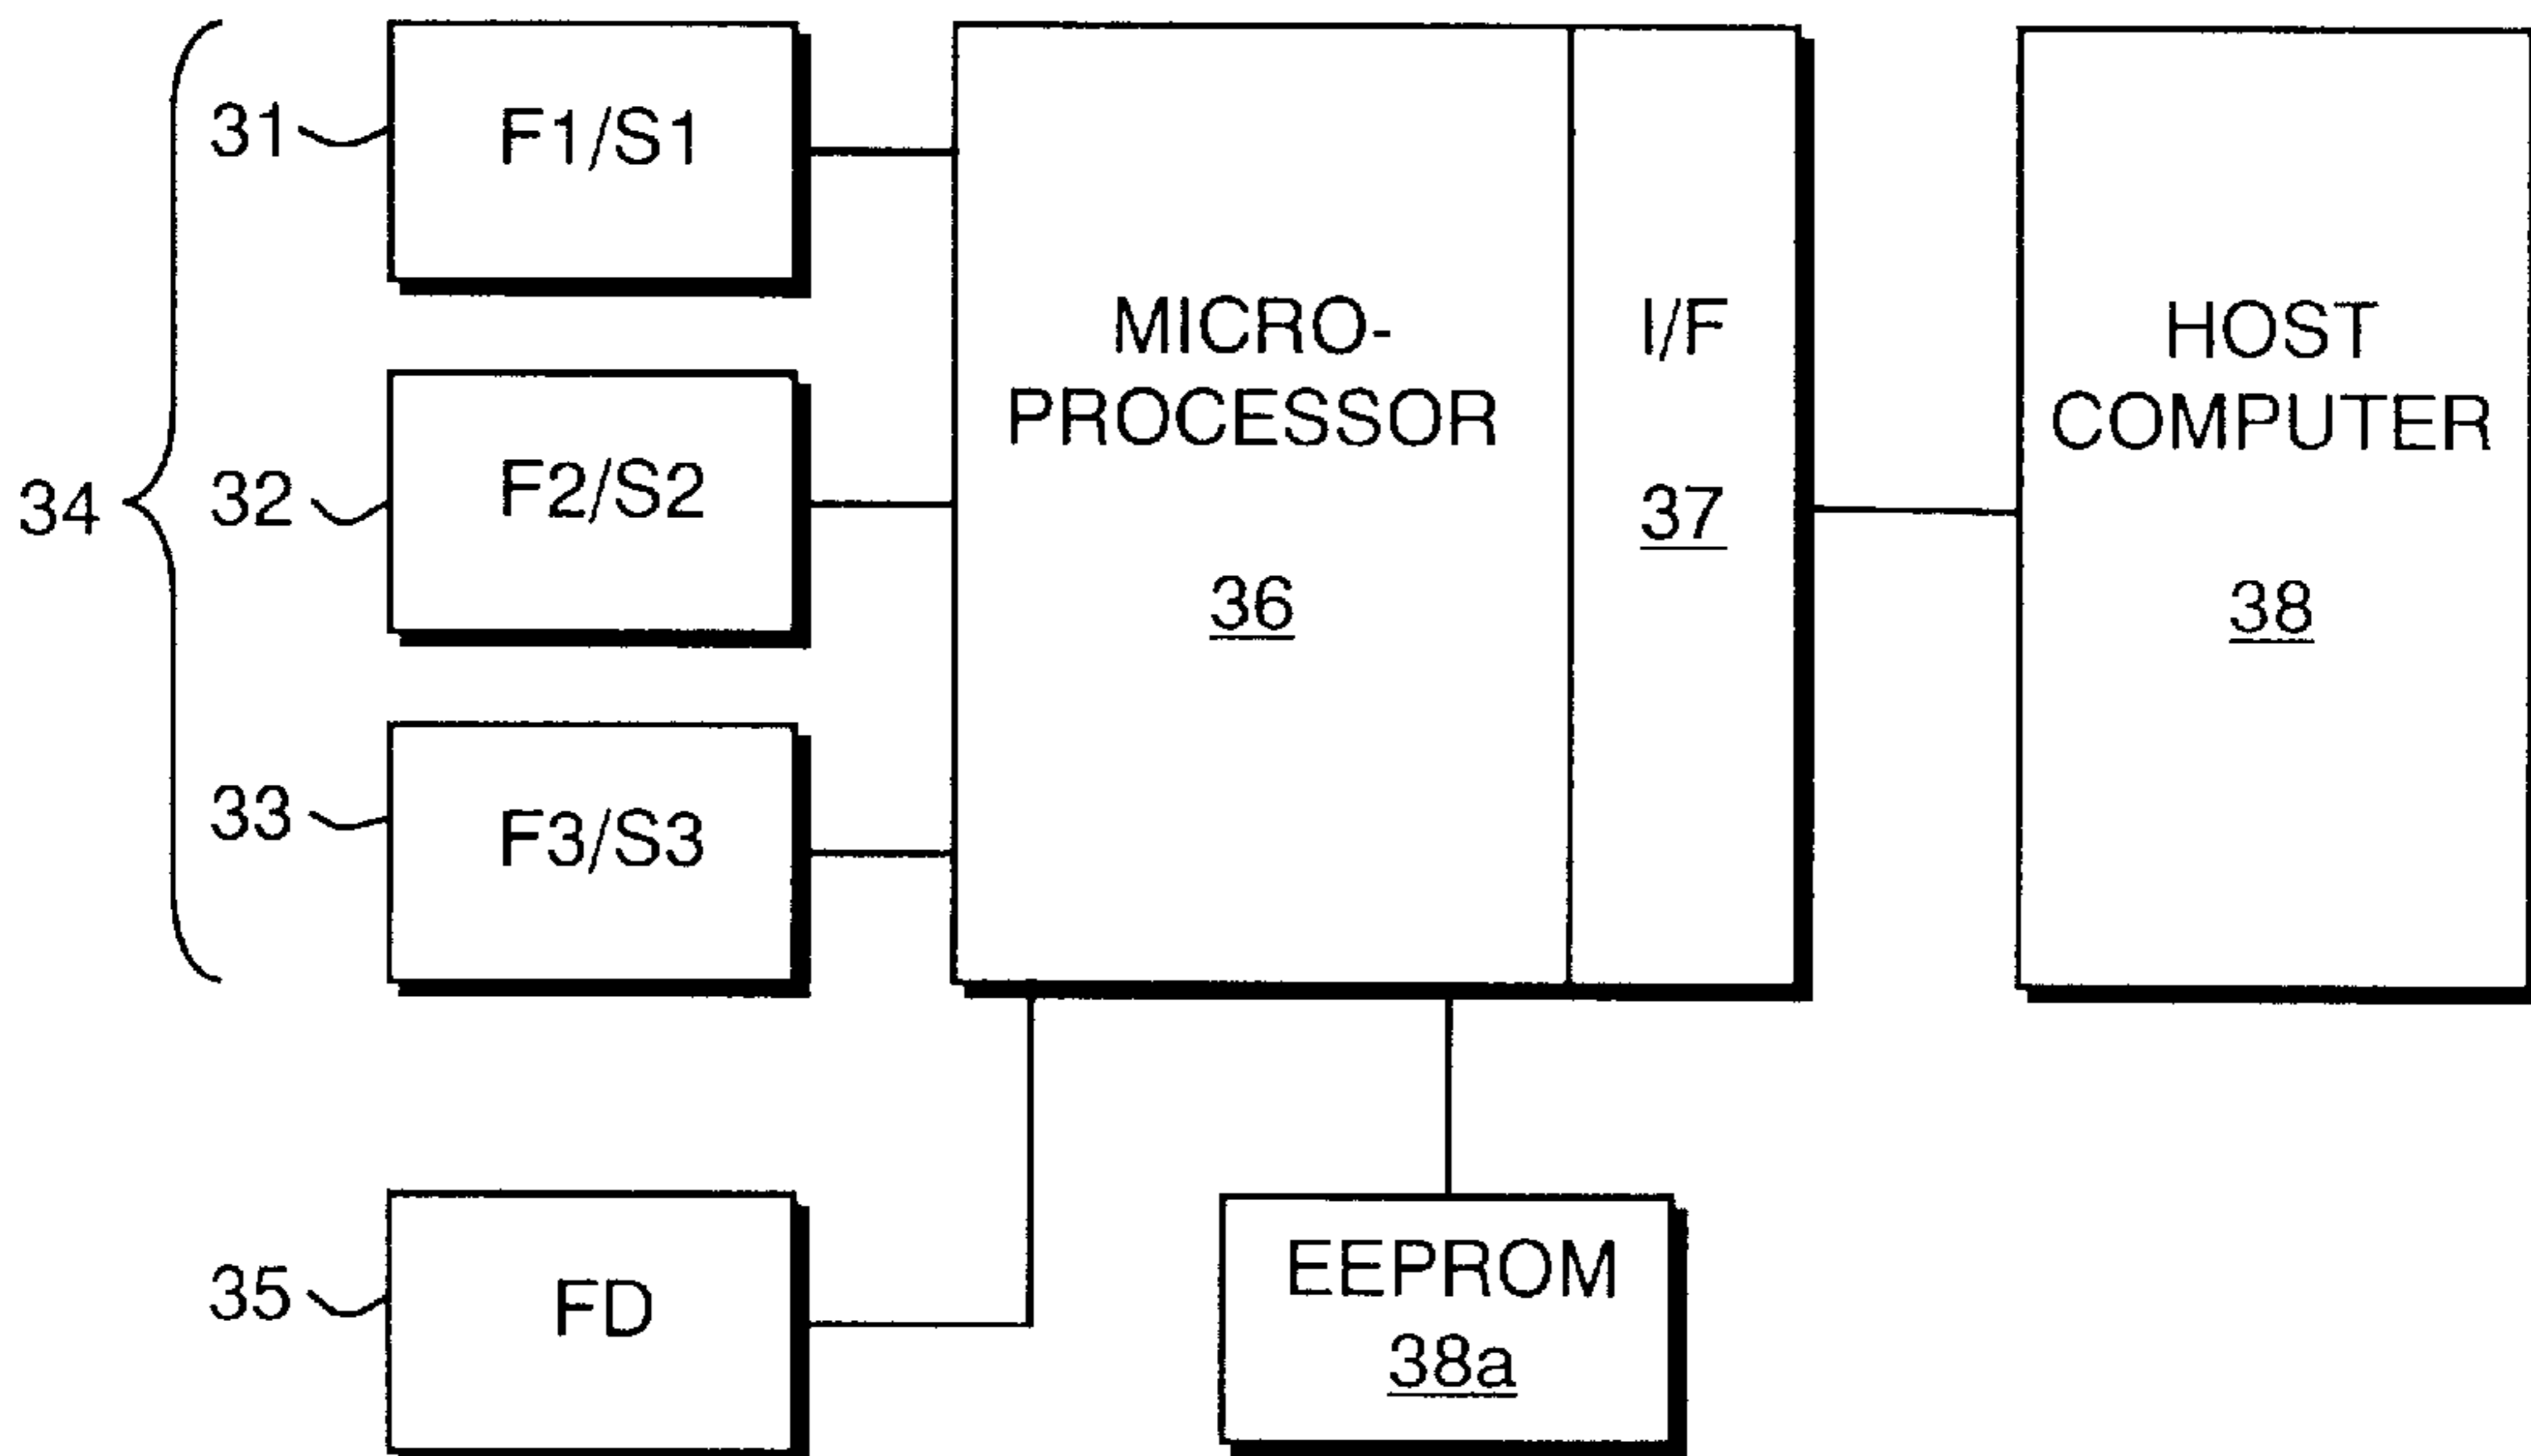 34
31
F1/S1
32
F2/S2
33
F3/S3
MICRO-
PROCESSOR
36
I/F
37
HOST
COMPUTER
38
35
FD
EEPROM
38a